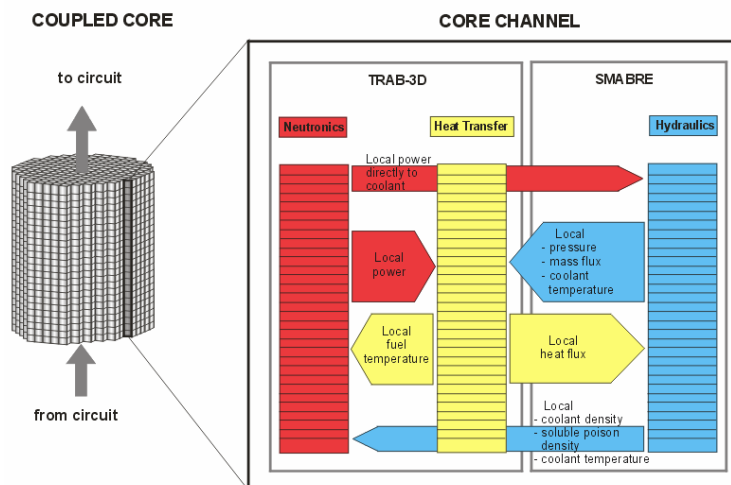 COUPLED CORE
CORE CHANNEL
to circuit
from circuit
TRAB-3D
SMABRE
Neutronics
Heat Transfer
Hydraulics
Local power
directly to
coolant
Local
power
Local
- pressure
- mass flux
- coolant
temperature
Local
fuel
temperature
Local
heat flux
Local
- coolant density
- soluble poison
density
- coolant temperature